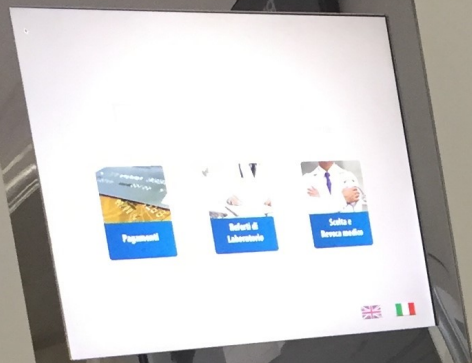 Pagamenti
Referti di
Laboratorio
Scelta e
Revoca medico